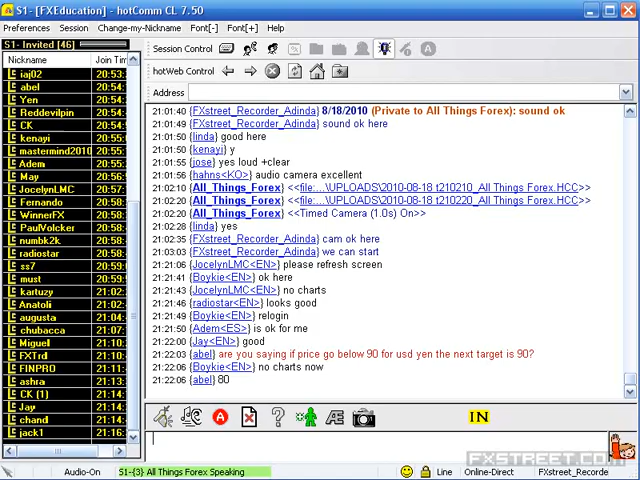 S1- [FXEducation] - hotComm CL 7.50
Preferences Session Change-my-Nickname Font[-] Font[+] Help
S1- Invited [46]
Session Control
Nickname Join Tim
hotWeb Control
Address
iaj02 20:53:
abel 20:54:
Yen 20:54:
Reddevilpin 20:54:
CK 20:54:
kenayi 20:55:
mastermind2010
Adem 20:56:
May 20:56:
JocelynLMC 20:57:
Fernando 20:57:
WinnerFX 20:58:
PaulVolcker 20:58:
numbk2k 20:58:
radiostar 20:58:
ss7 20:59:
must 20:59:
kartuzy 21:01:
Anatoli 21:02:
augusta 21:04:
chubacca 21:07:
Miguel 21:10:
FXTrd 21:10:
FINPRO 21:11:
ashra 21:13:
CK (1) 21:14:
Jay 21:14:
chand 21:14:
jack1 21:16:
21:01:40 {FXstreet_Recorder_Adinda} 8/18/2010 (Private to All Things Forex): sound ok
21:01:49 {FXstreet_Recorder_Adinda} sound ok here
21:01:50 {linda} good here
21:01:50 {kenayi} y
21:01:55 {jose} yes loud +clear
21:01:56 {hahns<KO>} audio camera excellent
21:02:10 {All_Things_Forex} <<file:...\UPLOADS\2010-08-18 t210210_All Things Forex.HCC>>
21:02:20 {All_Things_Forex} <<file:...\UPLOADS\2010-08-18 t210220_All Things Forex.HCC>>
21:02:20 {All_Things_Forex} <<Timed Camera (1.0s) On>>
21:02:28 {linda} yes
21:02:35 {FXstreet_Recorder_Adinda} cam ok here
21:03:03 {FXstreet_Recorder_Adinda} we can start
21:21:06 {JocelynLMC<EN>} please refresh screen
21:21:41 {Boykie<EN>} ok here
21:21:43 {JocelynLMC<EN>} no charts
21:21:46 {radiostar<EN>} looks good
21:21:49 {Boykie<EN>} relogin
21:21:50 {Adem<ES>} is ok for me
21:22:00 {Jay<EN>} good
21:22:03 {abel} are you saying if price go below 90 for usd yen the next target is 90?
21:22:06 {Boykie<EN>} no charts now
21:22:06 {abel} 80
A ? Æ IN
FXSTREET.COM
Audio-On S1-{3} All Things Forex Speaking Line Online-Direct FXstreet_Recorder